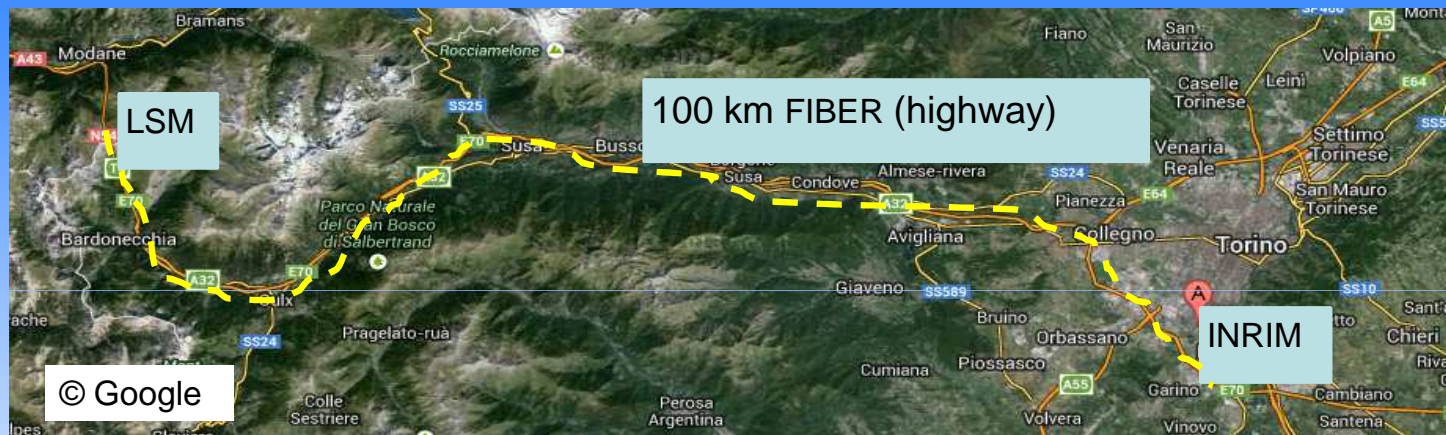 Bramans
Modane
A43
Rocciamelone
Fiano
San
Maurizio
A5
Volpiano
Caselle
Torinese
Leinì
E64
LSM
SS25
100 km FIBER (highway)
E70
Susa
Venaria
Reale
Settimo
Torinese
Susa
Condove
Almese-rivera
SS24
E64
Pianezza
San Mauro
Torinese
E70
Parco Naturale
del Gran Bosco
di Salbertrand
A32
Avigliana
Collegno
Torino
Bardonecchia
A32
E70
Giaveno
SS589
A
SS10
Bruino
Orbassano
INRIM
Chieri
Pragelato-ruà
SS24
Cumiana
Piossasco
© Google
Colle
Sestriere
Perosa
Argentina
A55
Garino
E70
Cambiano
Volvera
Vinovo
Santena